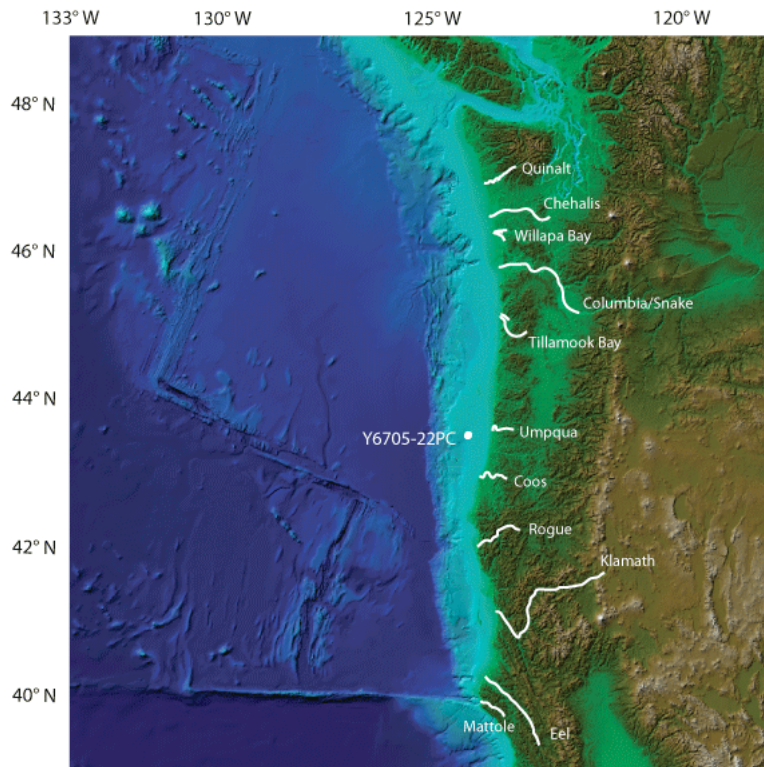 133° W
130° W
125° W
120° W
48° N
Quinalt
Chehalis
Willapa Bay
46° N
Columbia/Snake
Tillamook Bay
44° N
Umpqua
Y6705-22PC
Coos
Rogue
42° N
Klamath
40° N
Mattole
Eel